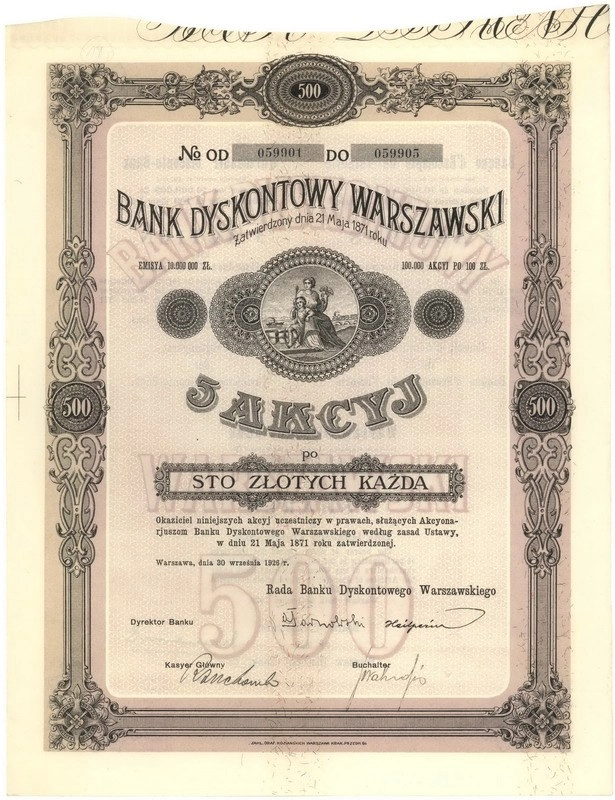 500
№ OD 059901 DO 059905
BANK DYSKONTOWY WARSZAWSKI
Zatwierdzony dnia 21 Maja 1871 roku
EMISYA 10.000 000 ZŁ. 100.000 AKCYI PO 100 ZŁ.
5 AKCYJ
500 500
po
STO ZŁOTYCH KAŻDA
Okaziciel niniejszych akcyj uczestniczy w prawach, służących Akcyona-
rjuszom Banku Dyskontowego Warszawskiego według zasad Ustawy,
w dniu 21 Maja 1871 roku zatwierdzonej.
Warszawa, dnia 30 września 1926 r.
500
Rada Banku Dyskontowego Warszawskiego
Dyrektor Banku
Kasyer Główny Buchalter